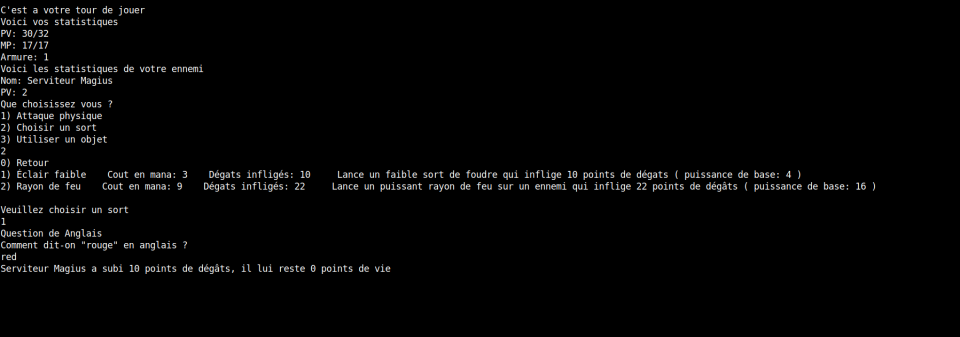 C'est a votre tour de jouer
Voici vos statistiques
PV: 30/32
MP: 17/17
Armure: 1
Voici les statistiques de votre ennemi
Nom: Serviteur Magius
PV: 2
Que choisissez vous ?
1) Attaque physique
2) Choisir un sort
3) Utiliser un objet
2
0) Retour
1) Éclair faible    Cout en mana: 3    Dégats infligés: 10     Lance un faible sort de foudre qui inflige 10 points de dégats ( puissance de base: 4 )
2) Rayon de feu    Cout en mana: 9    Dégats infligés: 22     Lance un puissant rayon de feu sur un ennemi qui inflige 22 points de dégâts ( puissance de base: 16 )
Veuillez choisir un sort
1
Question de Anglais
Comment dit-on "rouge" en anglais ?
red
Serviteur Magius a subi 10 points de dégâts, il lui reste 0 points de vie